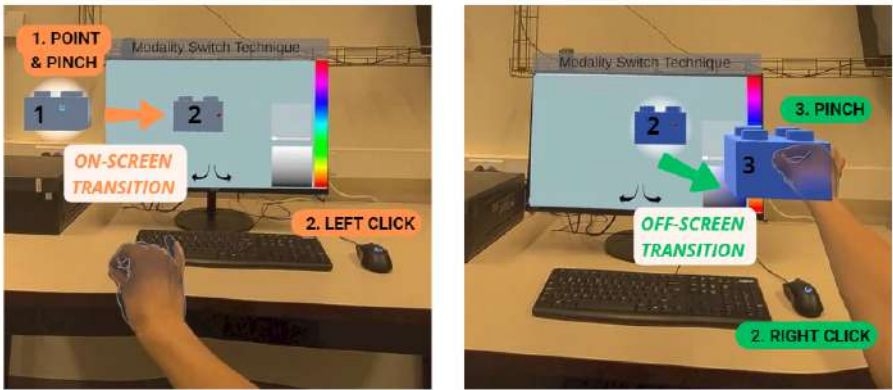 1. POINT
& PINCH
Modality Switch Technique
1
2
ON-SCREEN
TRANSITION
2. LEFT CLICK
Modality Switch Technique
3. PINCH
2
3
OFF-SCREEN
TRANSITION
2. RIGHT CLICK